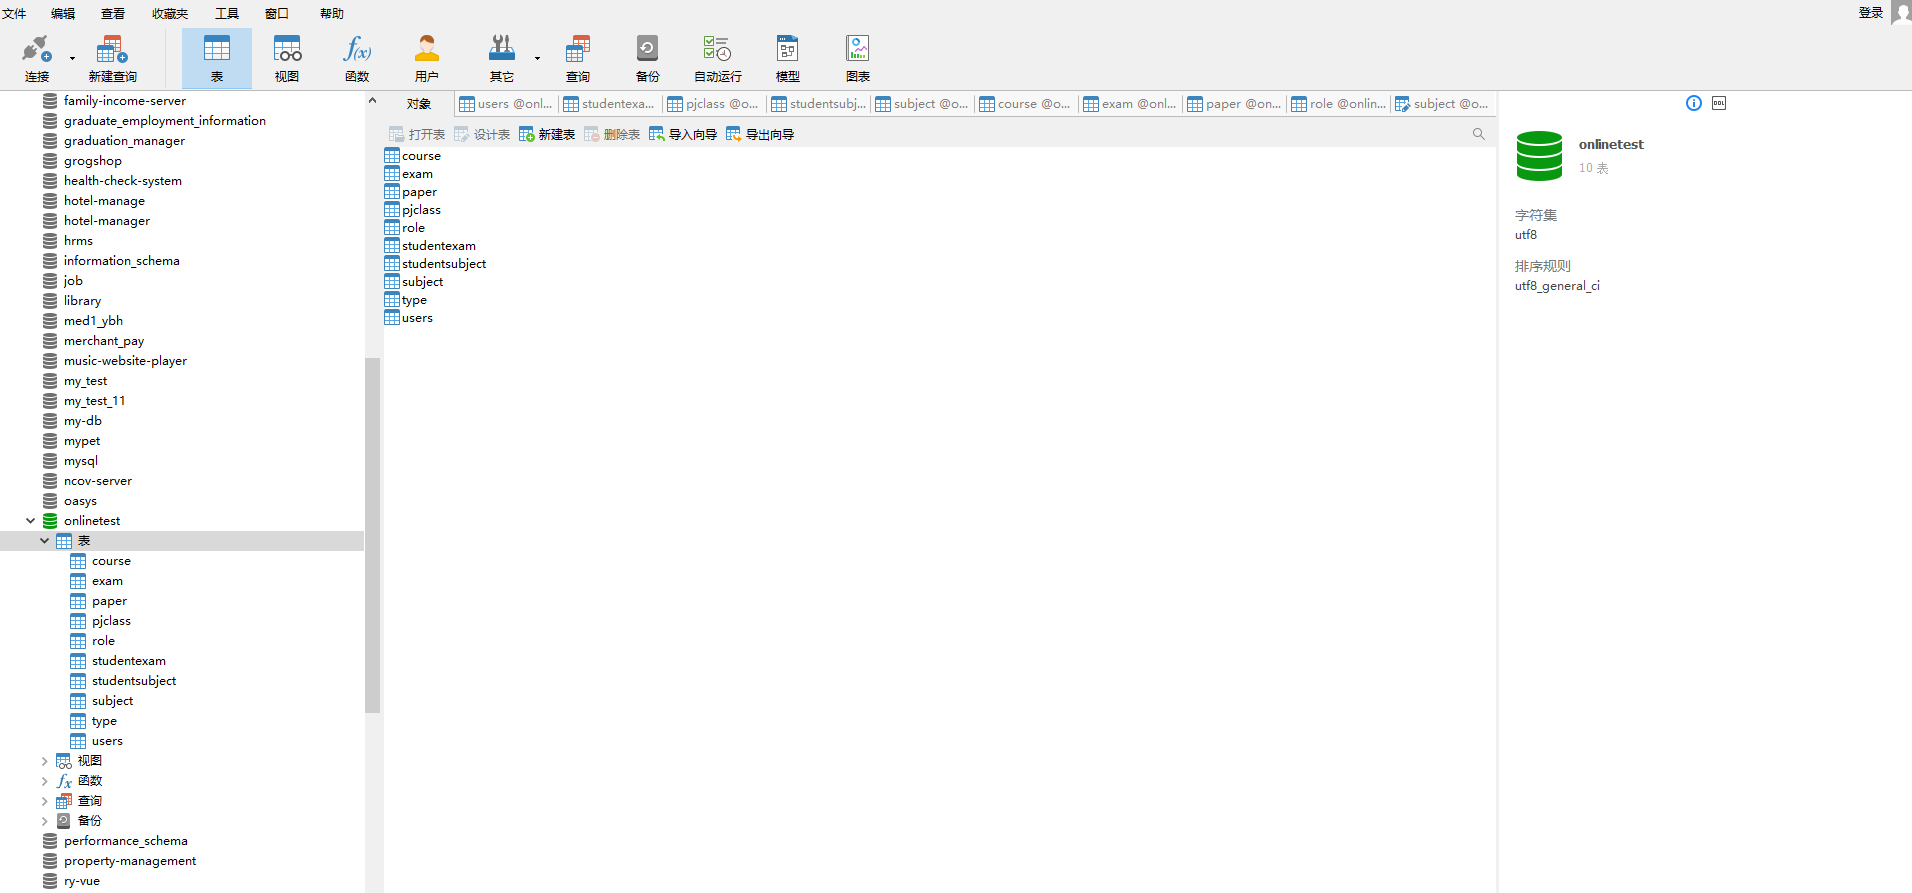 文件 编辑 查看 收藏夹 工具 窗口 帮助 登录
连接 新建查询 表 视图 函数 用户 其它 查询 备份 自动运行 模型 图表
family-income-server
graduate_employment_information
graduation_manager
grogshop
health-check-system
hotel-manage
hotel-manager
hrms
information_schema
job
library
med1_ybh
merchant_pay
music-website-player
my_test
my_test_11
my-db
mypet
mysql
ncov-server
oasys
onlinetest
表
course
exam
paper
pjclass
role
studentexam
studentsubject
subject
type
users
视图
函数
查询
备份
performance_schema
property-management
ry-vue
对象 users @onl... studentexa... pjclass @o... studentsubj... subject @o... course @o... exam @onl... paper @on... role @onlin... subject @o...
打开表 设计表 新建表 删除表 导入向导 导出向导
course
exam
paper
pjclass
role
studentexam
studentsubject
subject
type
users
DDL
onlinetest
10 表
字符集
utf8
排序规则
utf8_general_ci